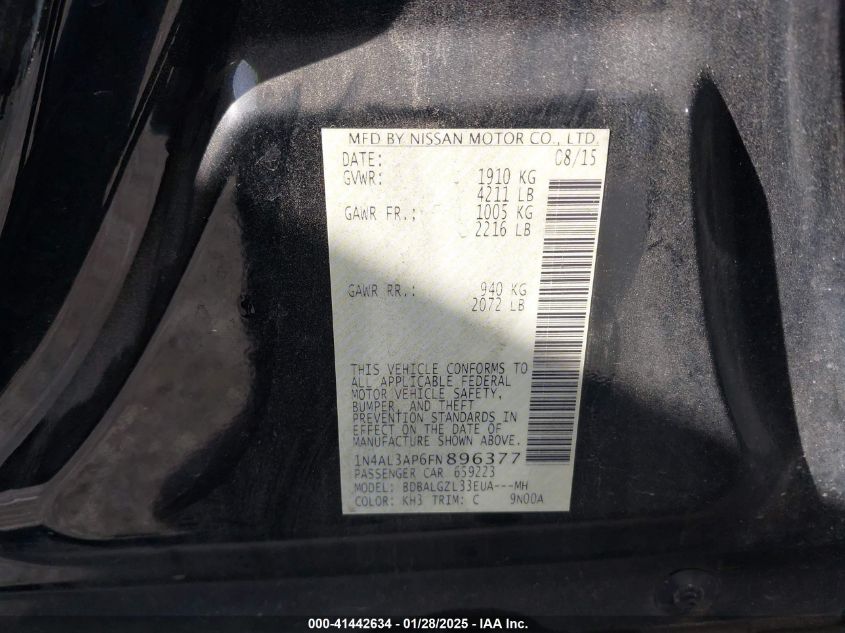 MFD BY NISSAN MOTOR CO., LTD.
DATE: 08/15
GVWR: 1910 KG
4211 LB
GAWR FR.: 1005 KG
2216 LB
GAWR RR.: 940 KG
2072 LB
THIS VEHICLE CONFORMS TO
ALL APPLICABLE FEDERAL
MOTOR VEHICLE SAFETY,
BUMPER, AND THEFT
PREVENTION STANDARDS IN
EFFECT ON THE DATE OF
MANUFACTURE SHOWN ABOVE.
1N4AL3AP6FN896377
PASSENGER CAR 659223
MODEL: BDBALGZL33EUA---MH
COLOR: KH3 TRIM: C 9N00A
000-41442634 - 01/28/2025 - IAA Inc.